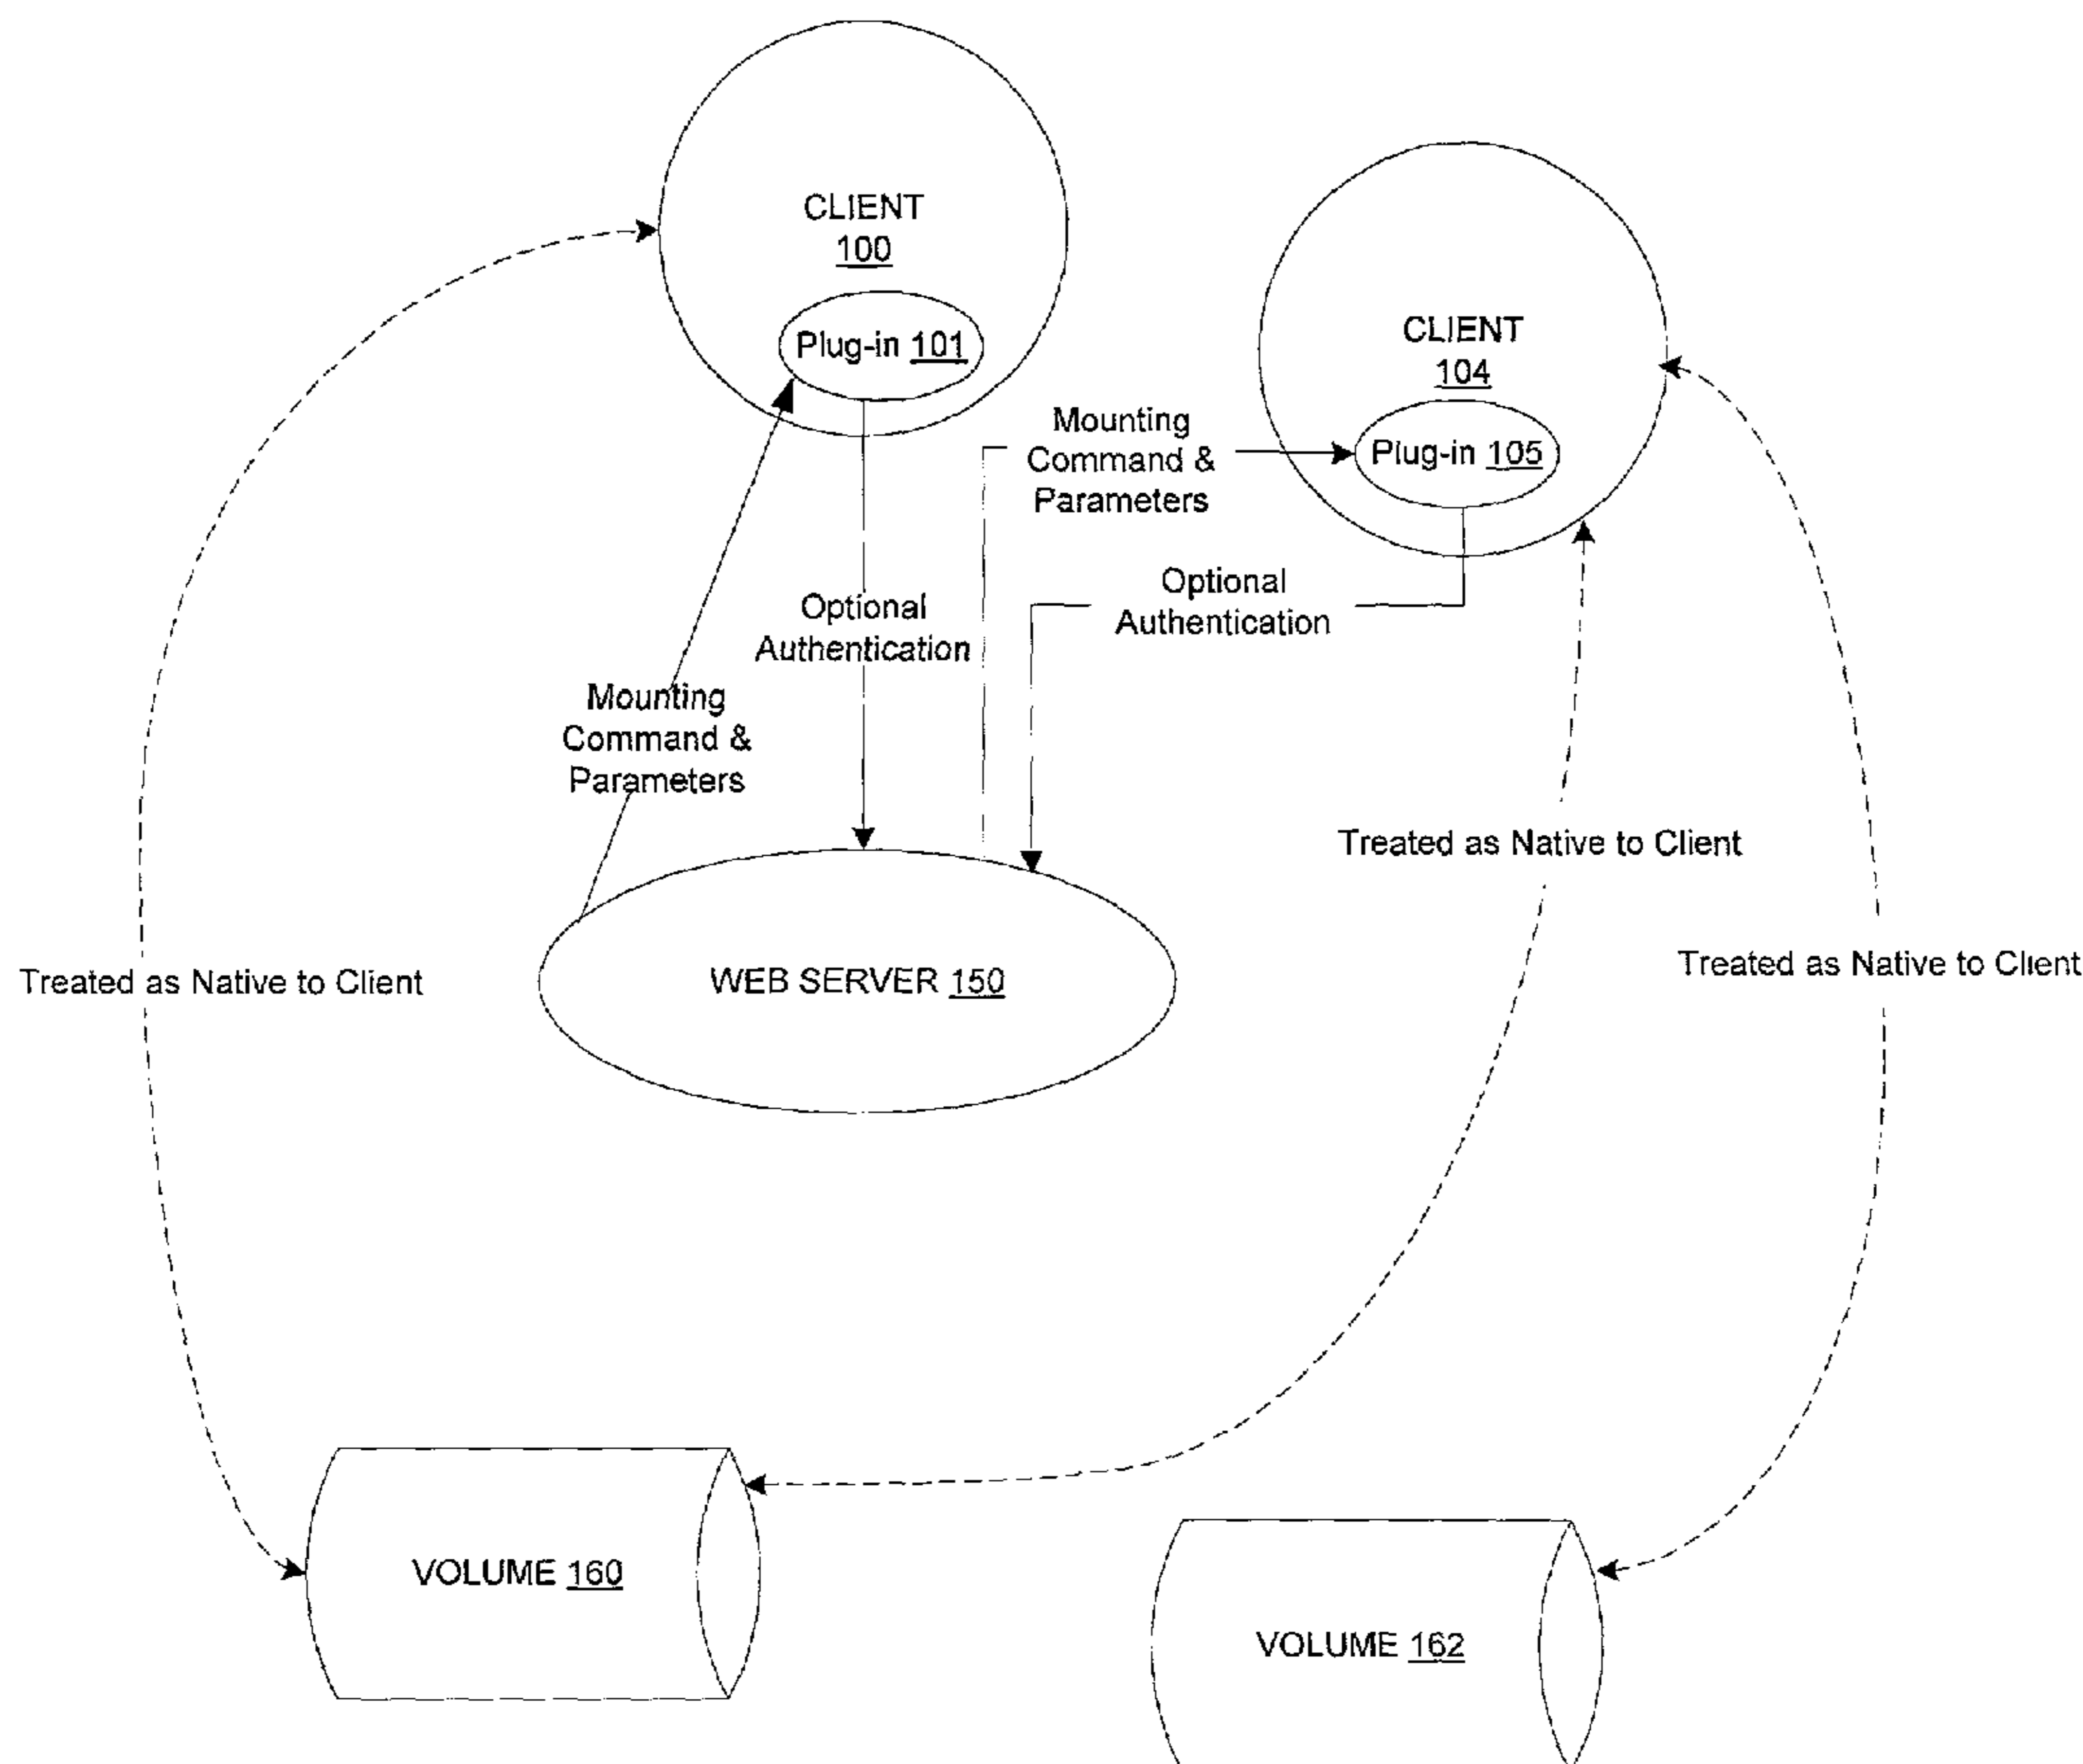 CLIENT
100
Plug-in 101
CLIENT
104
Plug-in 105
Mounting
Command &
Parameters
Optional
Authentication
Optional
Authentication
Mounting
Command &
Parameters
Treated as Native to Client
Treated as Native to Client
Treated as Native to Client
WEB SERVER 150
VOLUME 160
VOLUME 162